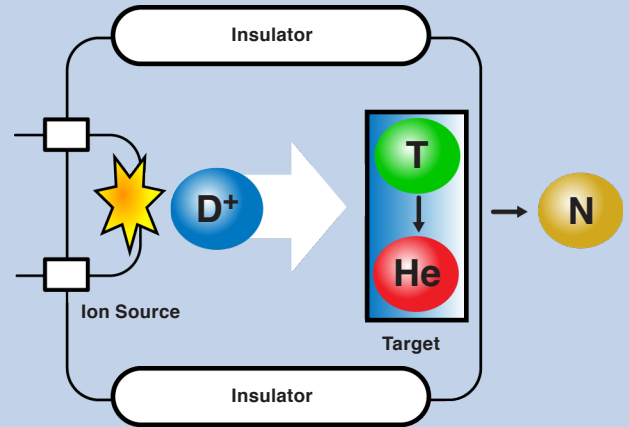 Insulator
T
D+
N
He
Ion Source
Target
Insulator